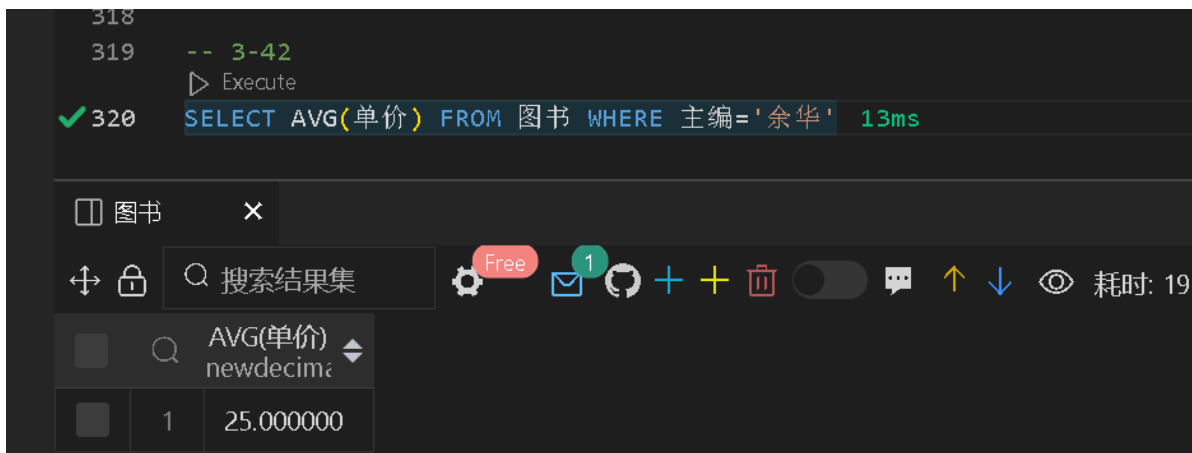 318
319 -- 3-42
Execute
320 SELECT AVG(单价) FROM 图书 WHERE 主编='余华' 13ms
图书
搜索结果集 Free 1 耗时: 19
AVG(单价)
newdecima
1 25.000000